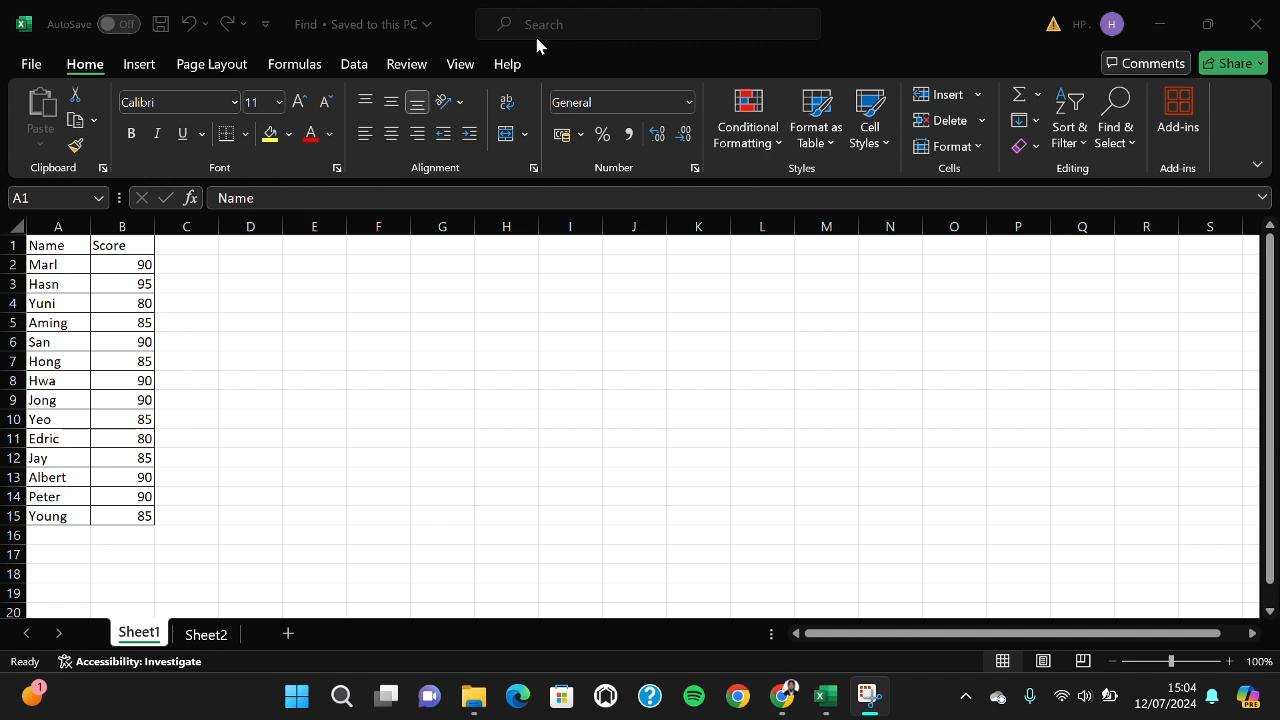 AutoSave Off Find • Saved to this PC Search HP . H
File Home Insert Page Layout Formulas Data Review View Help Comments Share
Paste Calibri 11 General Conditional Formatting Format as Table Cell Styles Insert Delete Format Sort & Filter Find & Select Add-ins
Clipboard Font Alignment Number Styles Cells Editing Add-ins
A1 fx Name
A B C D E F G H I J K L M N O P Q R S
1 Name Score
2 Marl 90
3 Hasn 95
4 Yuni 80
5 Aming 85
6 San 90
7 Hong 85
8 Hwa 90
9 Jong 90
10 Yeo 85
11 Edric 80
12 Jay 85
13 Albert 90
14 Peter 90
15 Young 85
16
17
18
19
20
Sheet1 Sheet2
Ready Accessibility: Investigate 100%
1 15:04
12/07/2024 PRE